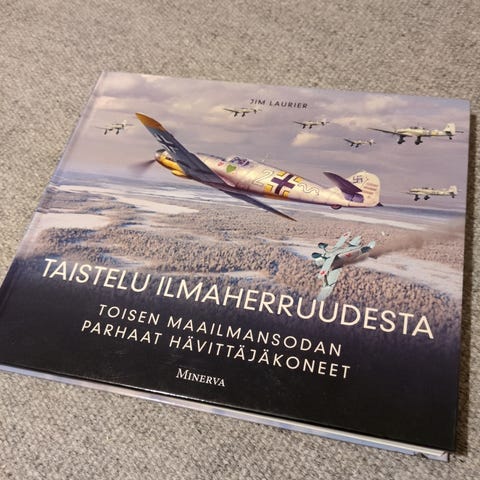 JIM LAURIER
TAISTELU ILMAHERRUUDESTA
TOISEN MAAILMANSODAN
PARHAAT HÄVITTÄJÄKONEET
MINERVA